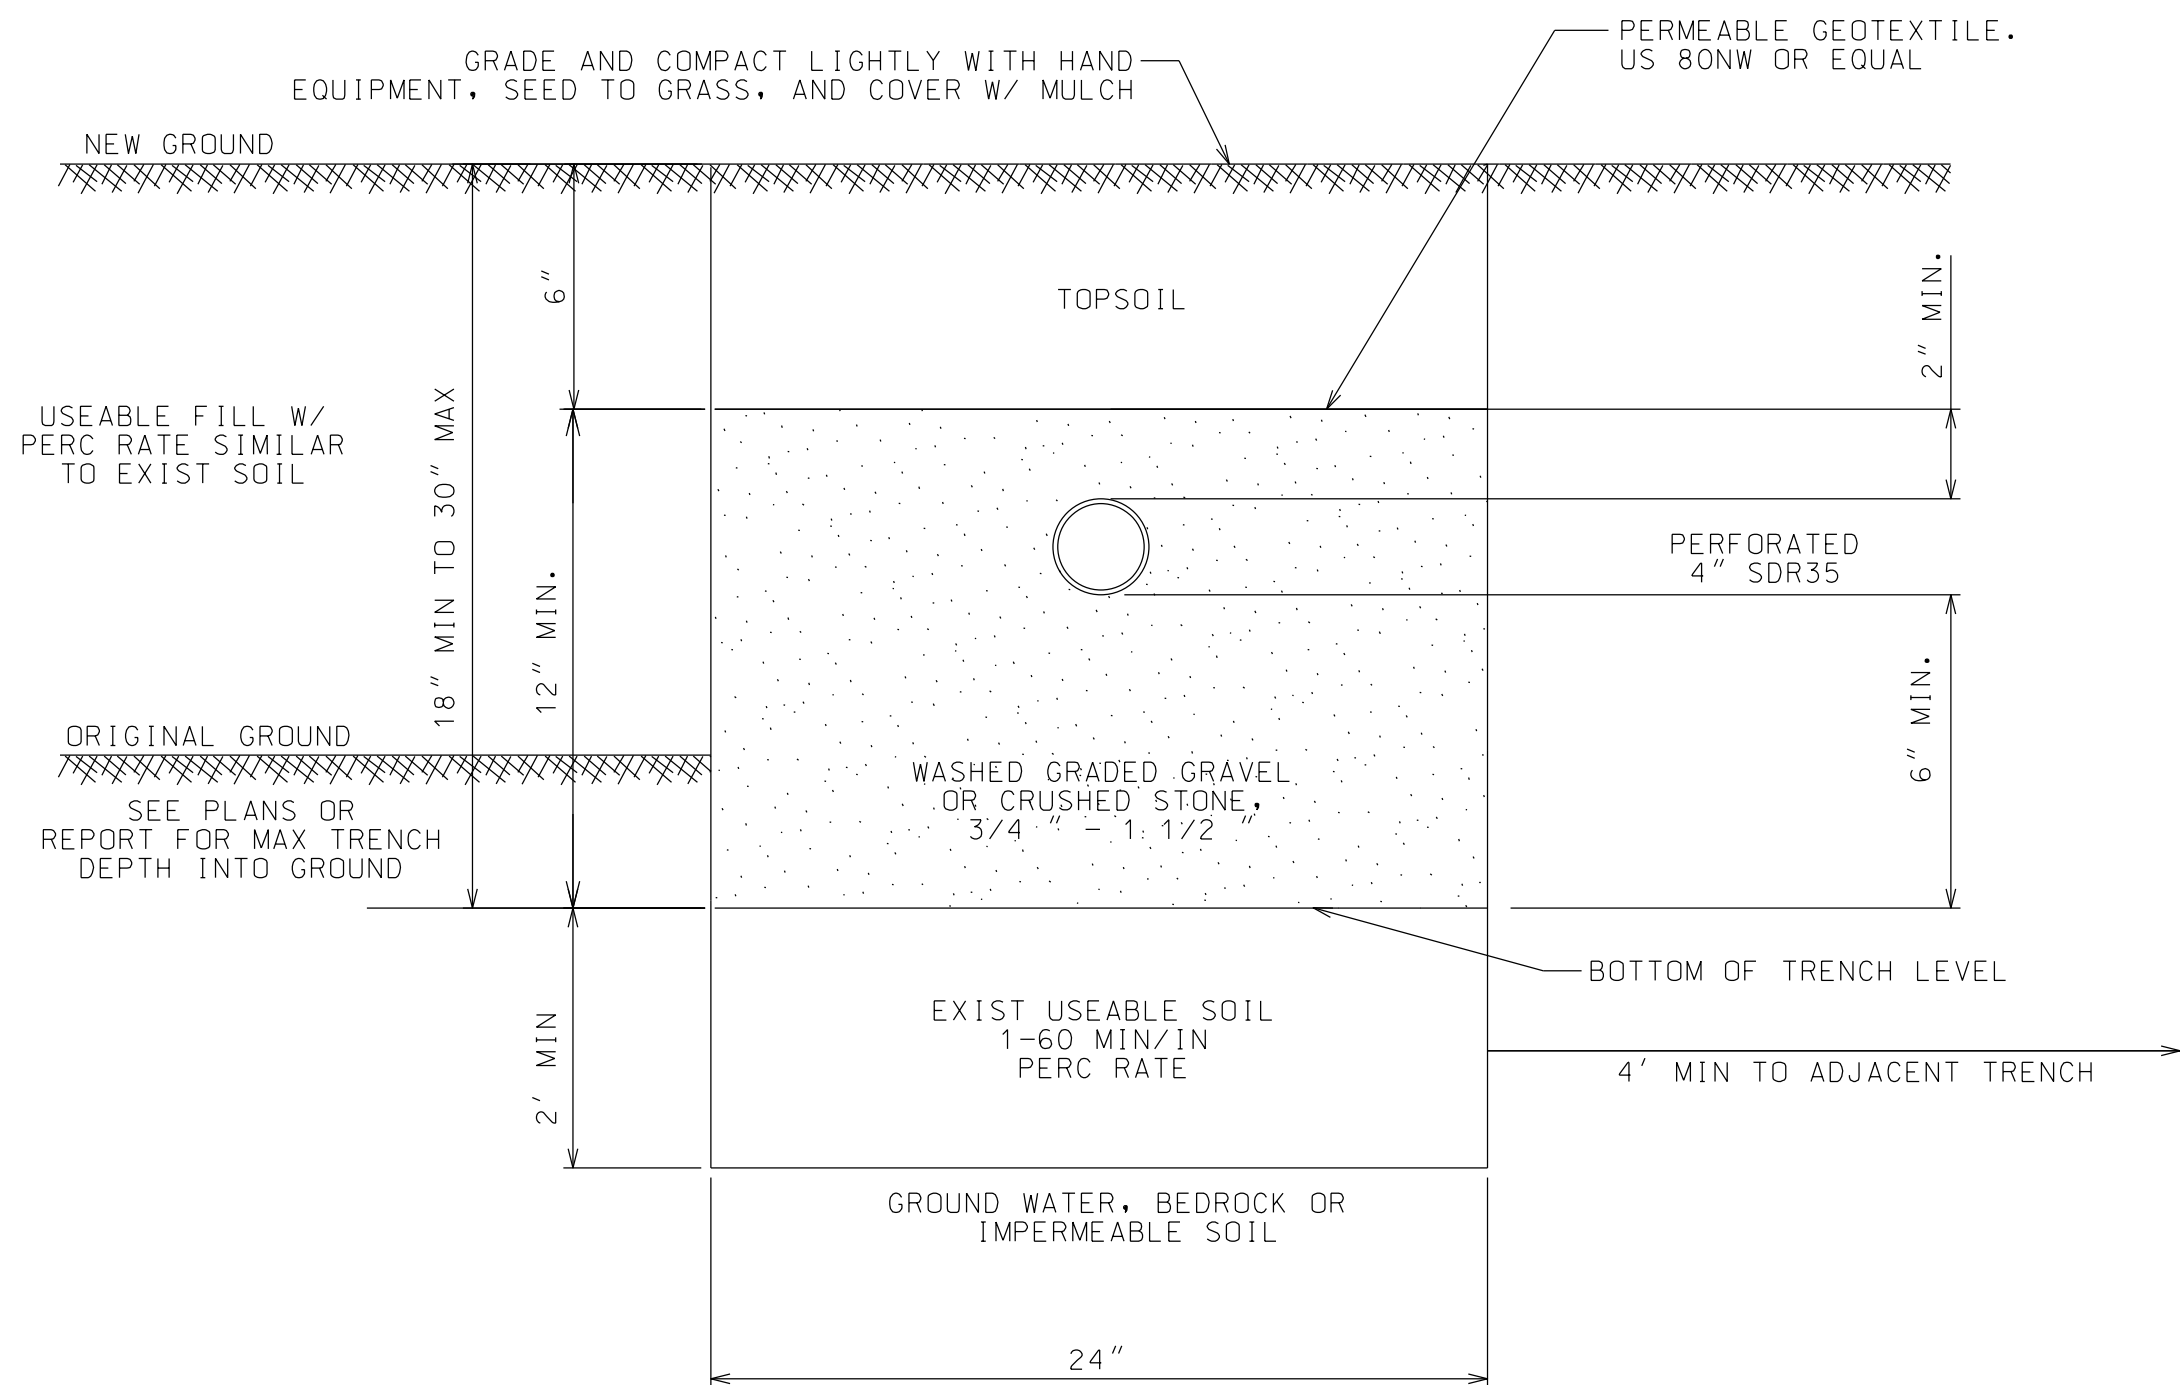 PERMEABLE GEOTEXTILE.
US 80NW OR EQUAL
GRADE AND COMPACT LIGHTLY WITH HAND
EQUIPMENT, SEED TO GRASS, AND COVER W/ MULCH
NEW GROUND
6"
TOPSOIL
2" MIN.
USEABLE FILL W/
PERC RATE SIMILAR
TO EXIST SOIL
18" MIN TO 30" MAX
12" MIN.
PERFORATED
4" SDR35
6" MIN.
ORIGINAL GROUND
SEE PLANS OR
REPORT FOR MAX TRENCH
DEPTH INTO GROUND
WASHED GRADED GRAVEL
OR CRUSHED STONE,
3/4 " - 1 1/2 "
BOTTOM OF TRENCH LEVEL
EXIST USEABLE SOIL
1-60 MIN/IN
PERC RATE
2' MIN
4' MIN TO ADJACENT TRENCH
GROUND WATER, BEDROCK OR
IMPERMEABLE SOIL
24"